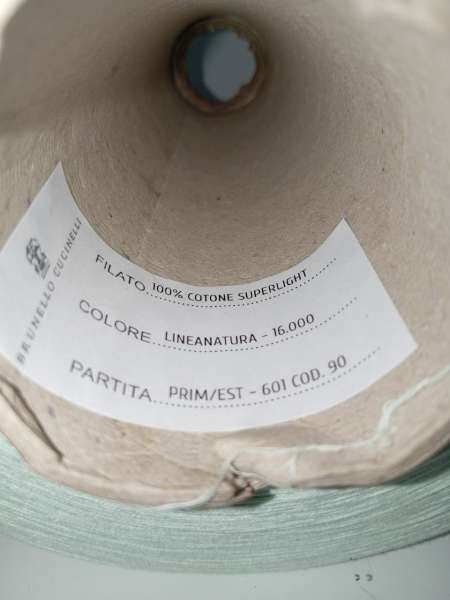 BRUNELLO CUCINELLI
FILATO 100% COTONE SUPERLIGHT
COLORE LINEANATURA - 16.000
PARTITA PRIM/EST - 601 COD. 90